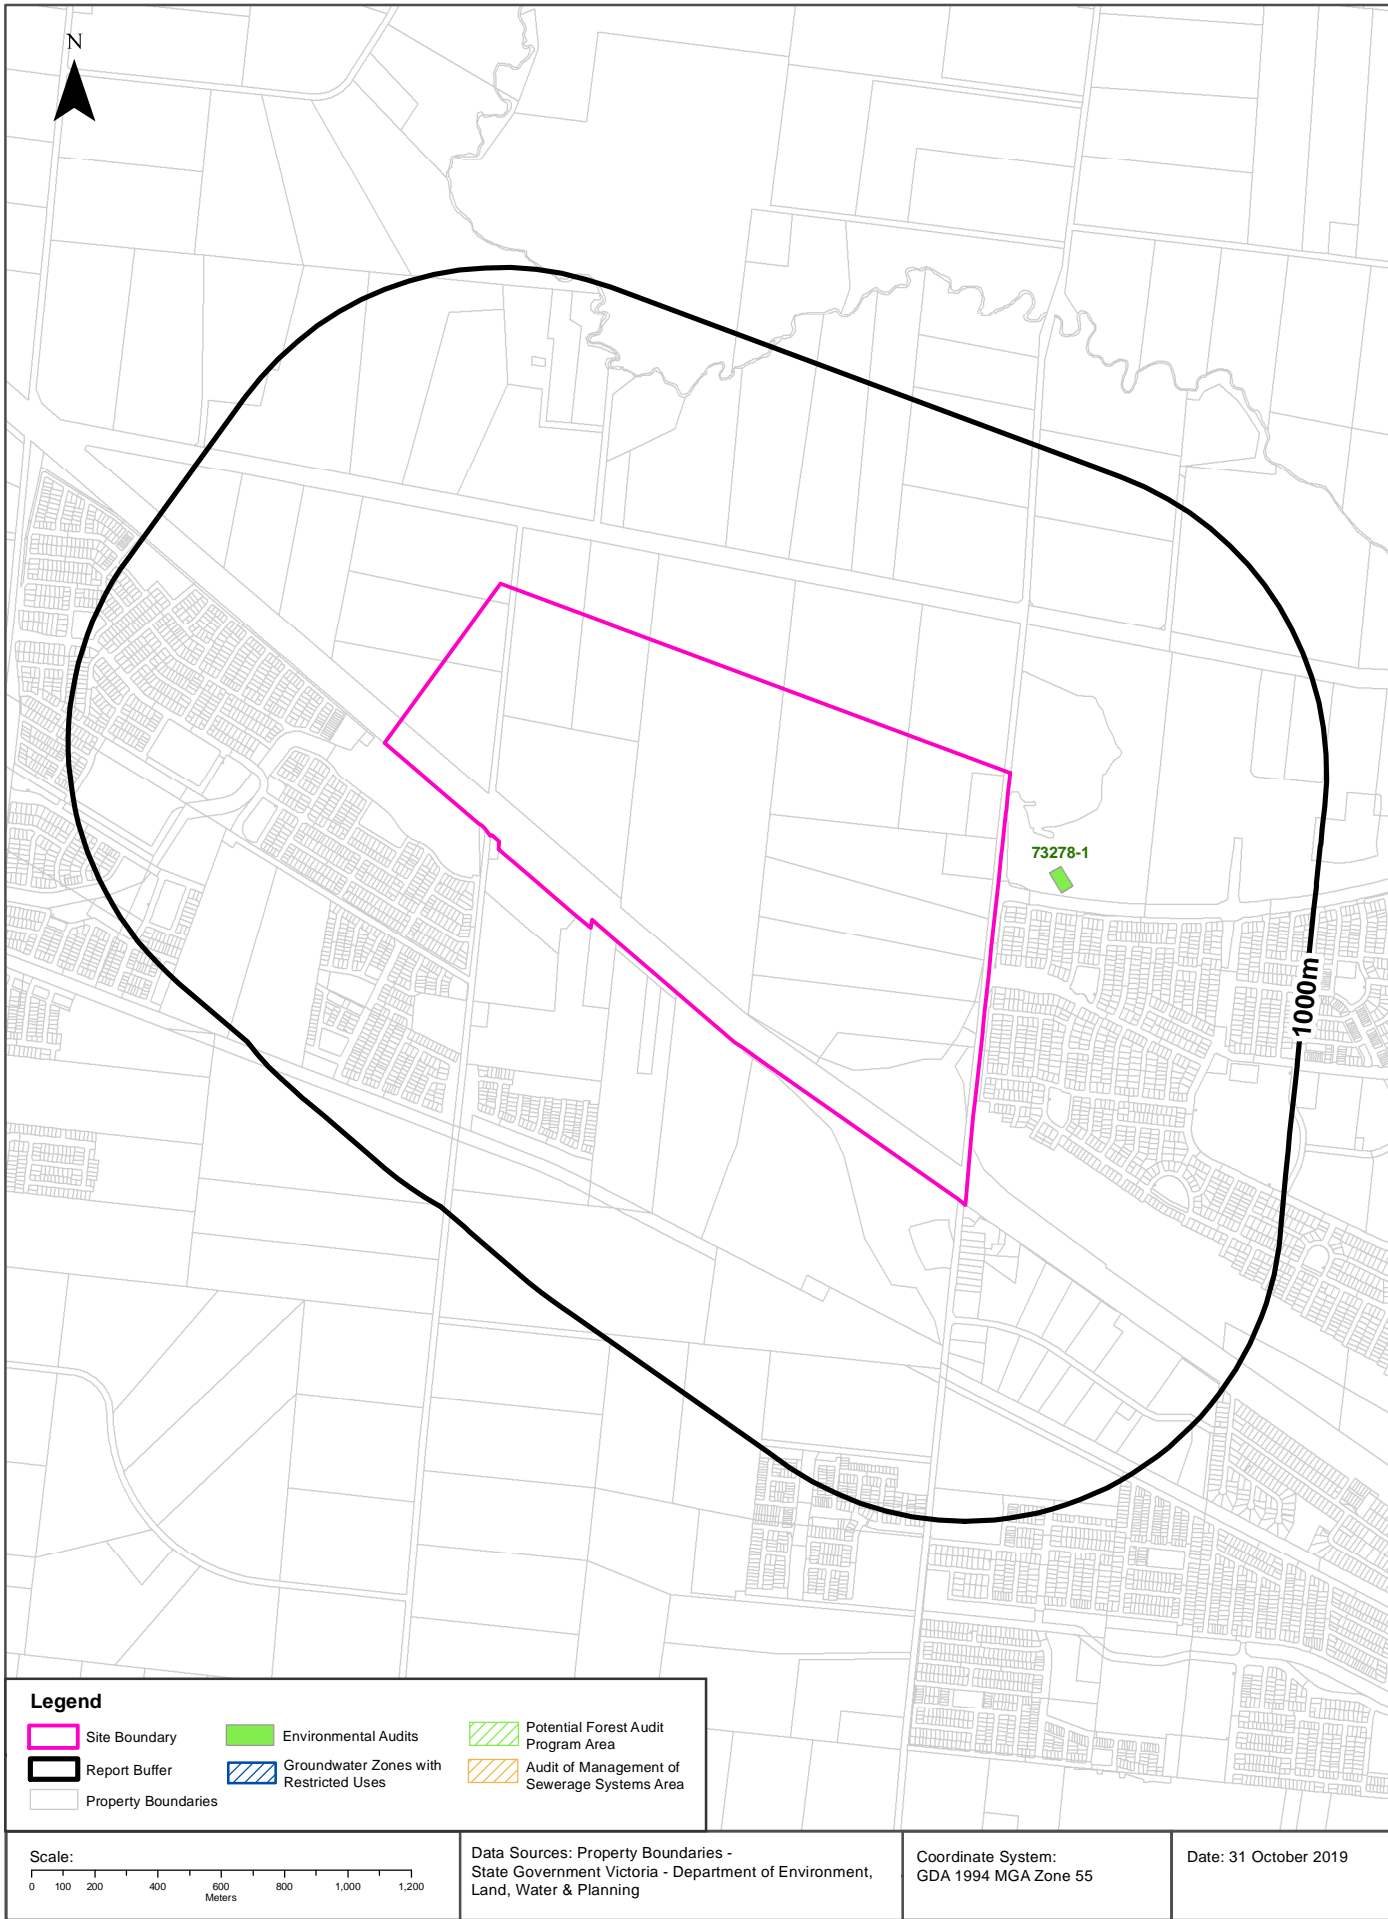 N
73278-1
1000m
Legend
Site Boundary
Report Buffer
Property Boundaries
Environmental Audits
Groundwater Zones with
Restricted Uses
Potential Forest Audit
Program Area
Audit of Management of
Sewerage Systems Area
Scale:
0 100 200 400 600 800 1,000 1,200
Meters
Data Sources: Property Boundaries -
State Government Victoria - Department of Environment,
Land, Water & Planning
Coordinate System:
GDA 1994 MGA Zone 55
Date: 31 October 2019